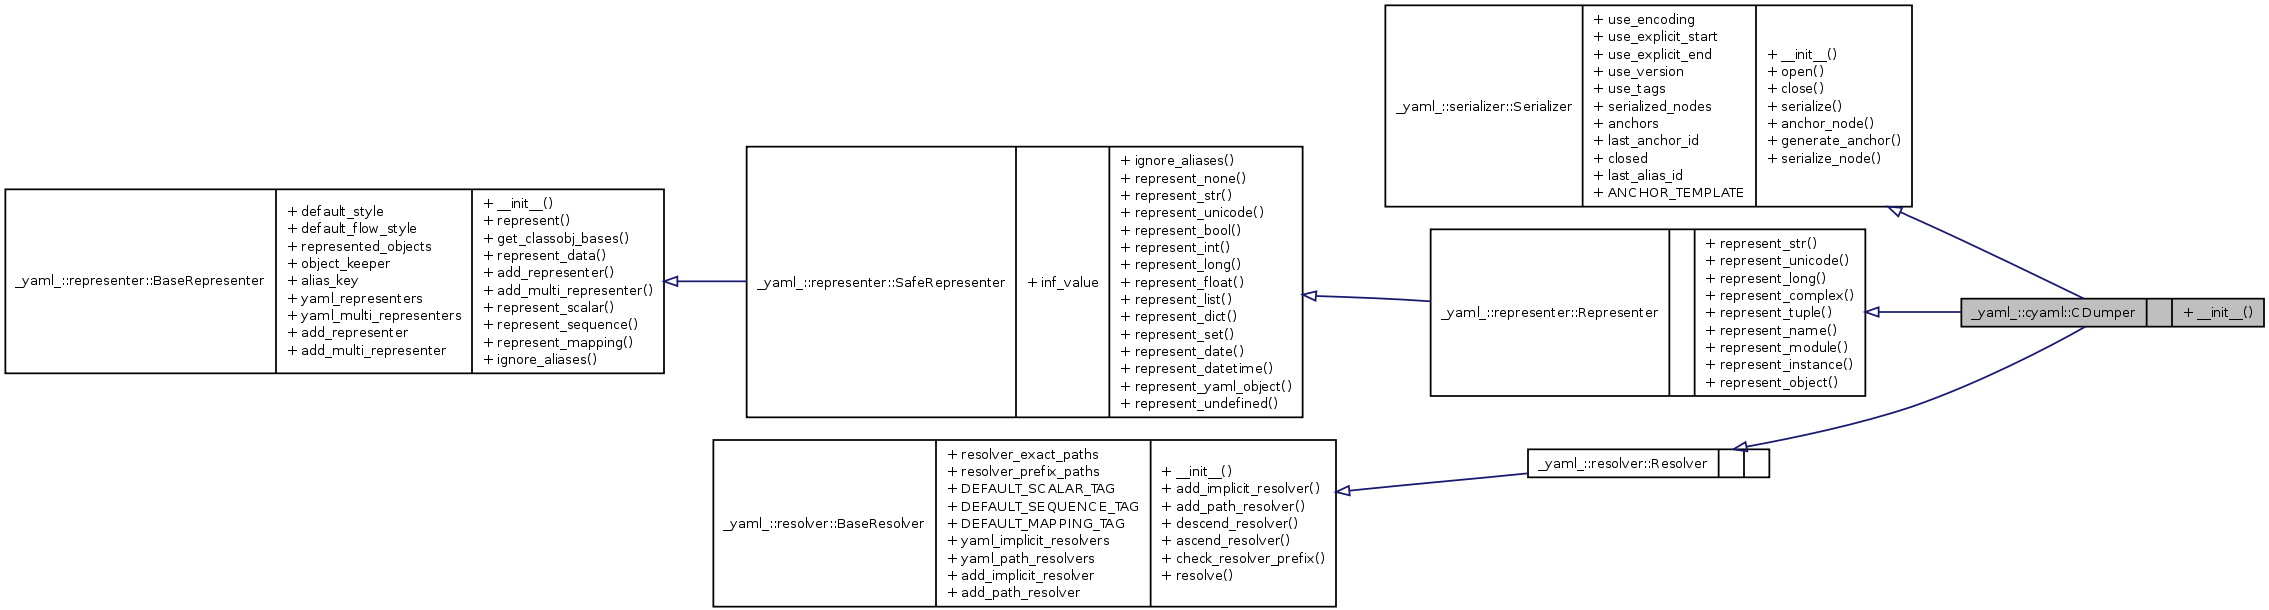 _yaml_::serializer::Serializer
+ use_encoding
+ use_explicit_start
+ use_explicit_end
+ use_version
+ use_tags
+ serialized_nodes
+ anchors
+ last_anchor_id
+ closed
+ last_alias_id
+ ANCHOR_TEMPLATE
+ __init__()
+ open()
+ close()
+ serialize()
+ anchor_node()
+ generate_anchor()
+ serialize_node()
_yaml_::representer::BaseRepresenter
+ default_style
+ default_flow_style
+ represented_objects
+ object_keeper
+ alias_key
+ yaml_representers
+ yaml_multi_representers
+ add_representer
+ add_multi_representer
+ __init__()
+ represent()
+ get_classobj_bases()
+ represent_data()
+ add_representer()
+ add_multi_representer()
+ represent_scalar()
+ represent_sequence()
+ represent_mapping()
+ ignore_aliases()
_yaml_::representer::SafeRepresenter
+ inf_value
+ ignore_aliases()
+ represent_none()
+ represent_str()
+ represent_unicode()
+ represent_bool()
+ represent_int()
+ represent_long()
+ represent_float()
+ represent_list()
+ represent_dict()
+ represent_set()
+ represent_date()
+ represent_datetime()
+ represent_yaml_object()
+ represent_undefined()
_yaml_::representer::Representer
+ represent_str()
+ represent_unicode()
+ represent_long()
+ represent_complex()
+ represent_tuple()
+ represent_name()
+ represent_module()
+ represent_instance()
+ represent_object()
_yaml_::cyaml::CDumper
+ __init__()
_yaml_::resolver::BaseResolver
+ resolver_exact_paths
+ resolver_prefix_paths
+ DEFAULT_SCALAR_TAG
+ DEFAULT_SEQUENCE_TAG
+ DEFAULT_MAPPING_TAG
+ yaml_implicit_resolvers
+ yaml_path_resolvers
+ add_implicit_resolver
+ add_path_resolver
+ __init__()
+ add_implicit_resolver()
+ add_path_resolver()
+ descend_resolver()
+ ascend_resolver()
+ check_resolver_prefix()
+ resolve()
_yaml_::resolver::Resolver